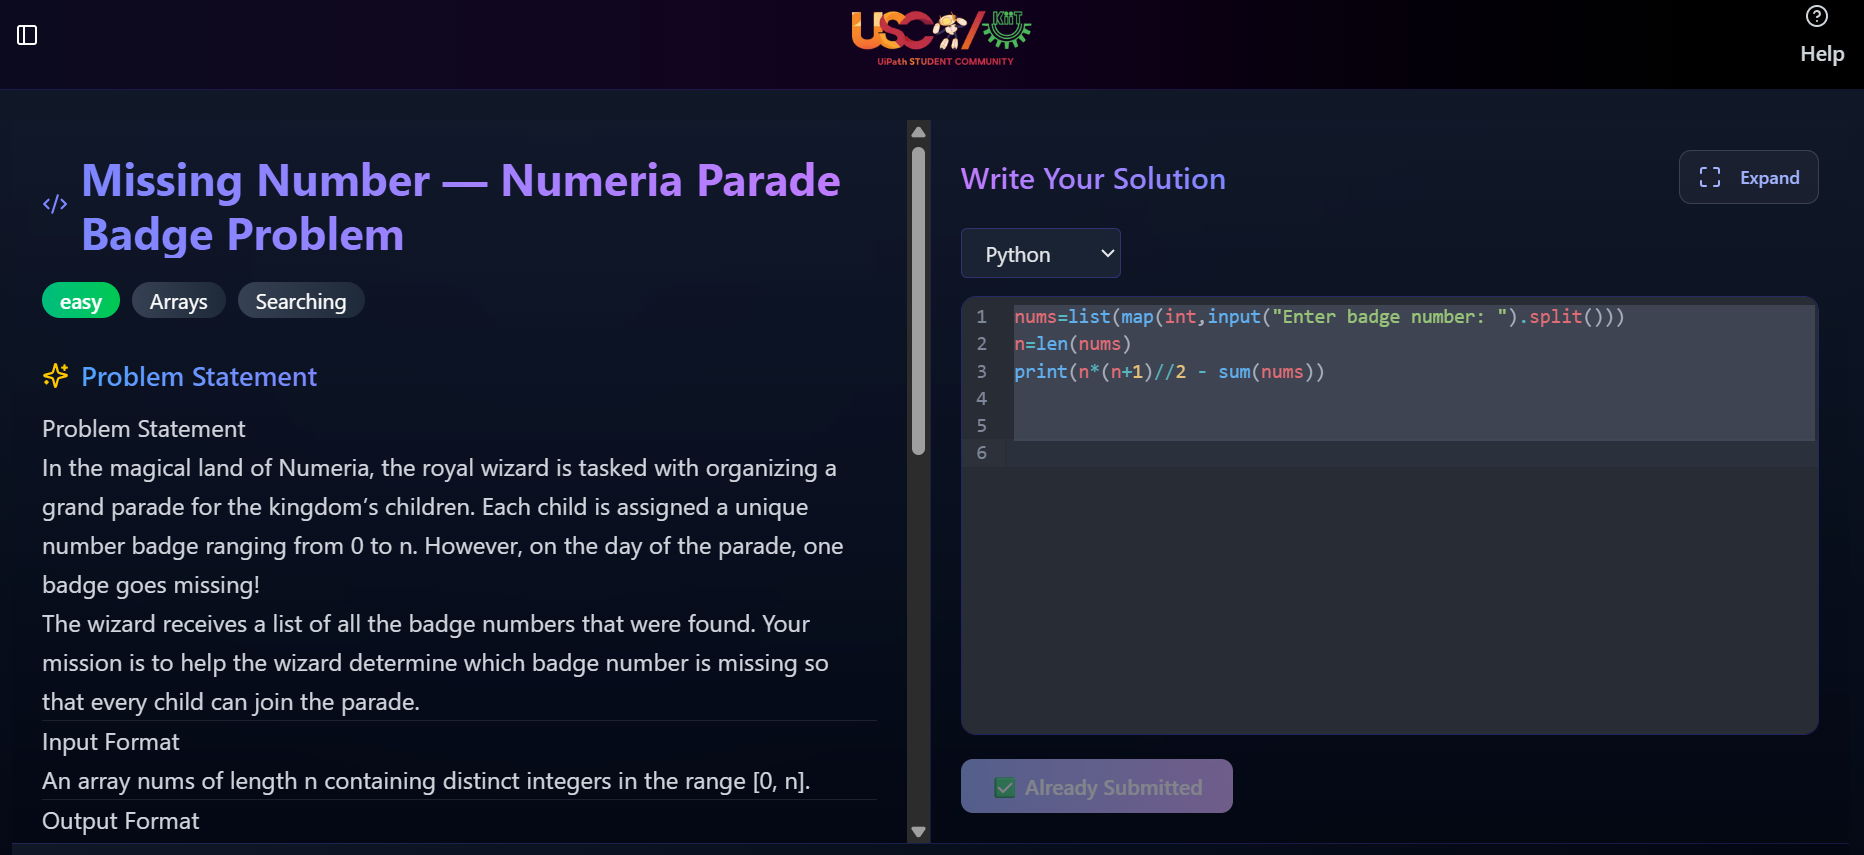 USC
KiiT
UiPath STUDENT COMMUNITY
Help
</> Missing Number — Numeria Parade
Badge Problem
easy Arrays Searching
Problem Statement
Problem Statement
In the magical land of Numeria, the royal wizard is tasked with organizing a
grand parade for the kingdom’s children. Each child is assigned a unique
number badge ranging from 0 to n. However, on the day of the parade, one
badge goes missing!
The wizard receives a list of all the badge numbers that were found. Your
mission is to help the wizard determine which badge number is missing so
that every child can join the parade.
Input Format
An array nums of length n containing distinct integers in the range [0, n].
Output Format
Write Your Solution
Expand
Python
1 nums=list(map(int,input("Enter badge number: ").split()))
2 n=len(nums)
3 print(n*(n+1)//2 - sum(nums))
4
5
6
✅ Already Submitted